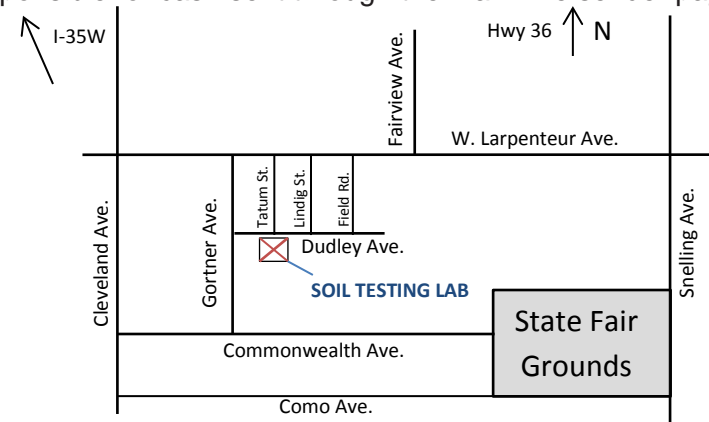 I-35W
Hwy 36
N
Fairview Ave.
W. Larpenteur Ave.
Tatum St.
Lindig St.
Field Rd.
Cleveland Ave.
Gortner Ave.
Dudley Ave.
Snelling Ave.
SOIL TESTING LAB
State Fair
Grounds
Commonwealth Ave.
Como Ave.